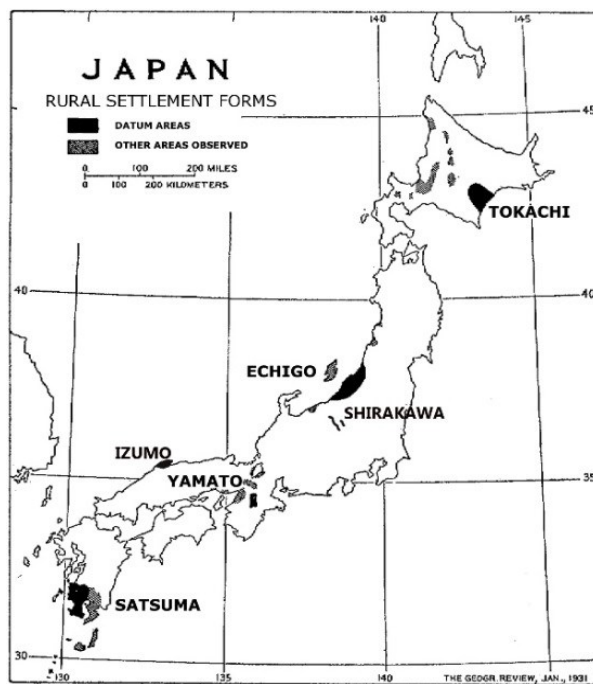 140
145
JAPAN
RURAL SETTLEMENT FORMS
DATUM AREAS
OTHER AREAS OBSERVED
0 100 200 MILES
0 100 200 KILOMETERS
45
TOKACHI
40
40
ECHIGO
SHIRAKAWA
IZUMO
YAMATO
35
35
SATSUMA
30
130
135
140
THE GEOGR. REVIEW, JAN., 1931